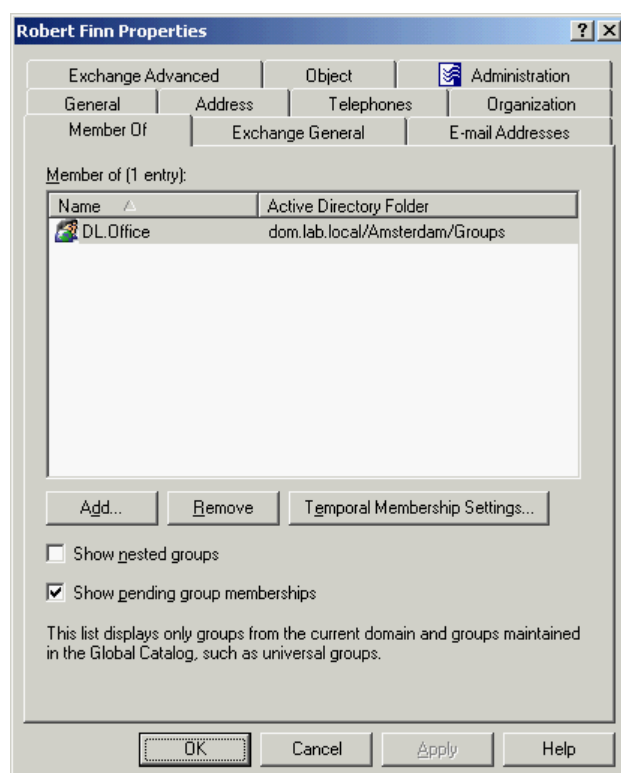 Robert Finn Properties
Exchange Advanced Object Administration
General Address Telephones Organization
Member Of Exchange General E-mail Addresses
Member of (1 entry):
Name Active Directory Folder
DL.Office dom.lab.local/Amsterdam/Groups
Add... Remove Temporal Membership Settings...
Show nested groups
Show pending group memberships
This list displays only groups from the current domain and groups maintained
in the Global Catalog, such as universal groups.
OK Cancel Apply Help